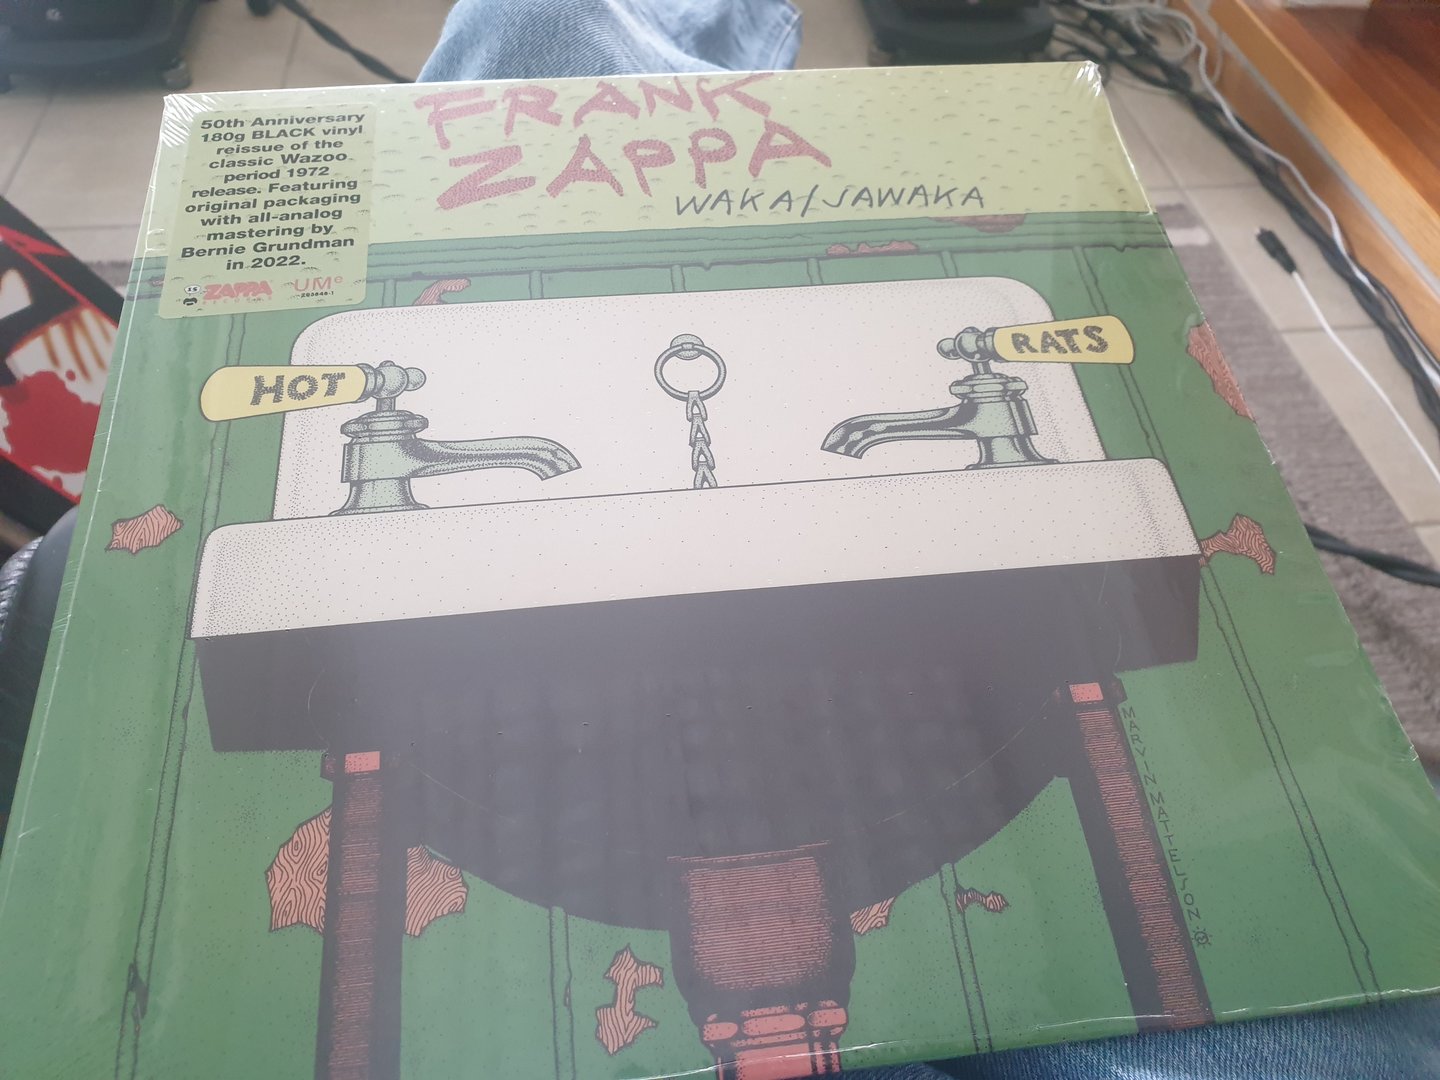 FRANK
ZAPPA
WAKA/JAWAKA
50th Anniversary
180g BLACK vinyl
reissue of the
classic Wazoo
period 1972
release. Featuring
original packaging
with all-analog
mastering by
Bernie Grundman
in 2022.
ZAPPA
RECORDS
UMe
HOT
RATS
MARVIN MATTELSON